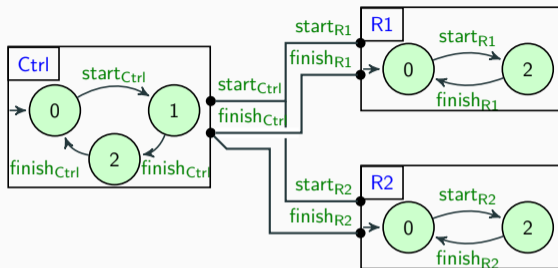 Ctrl
start_Ctrl
0
1
2
finish_Ctrl
finish_Ctrl
start_Ctrl
finish_Ctrl
start_R1
finish_R1
R1
start_R1
0
2
finish_R1
start_R2
finish_R2
R2
start_R2
0
2
finish_R2